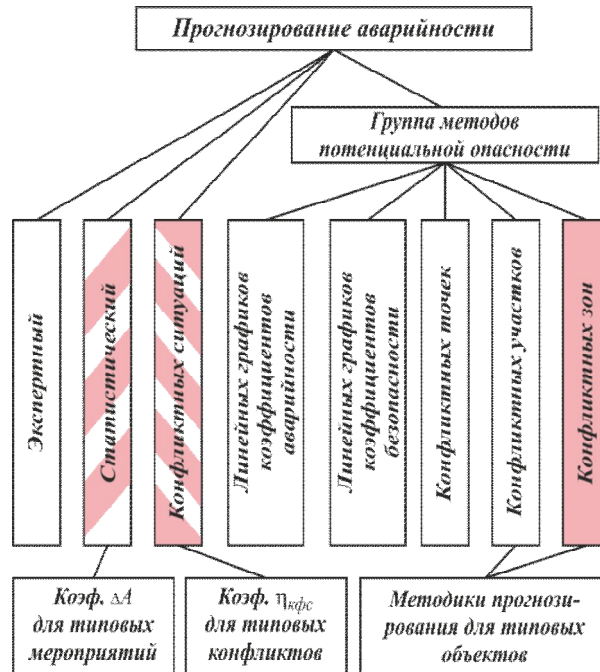 Прогнозирование аварийности
Группа методов
потенциальной опасности
Экспертный
Статистический
Конфликтных ситуаций
Линейных графиков
коэффициентов
аварийности
Линейных графиков
коэффициентов
безопасности
Конфликтных точек
Конфликтных участков
Конфликтных зон
Коэф. ΔA
для типовых
мероприятий
Коэф. ηкфс
для типовых
конфликтов
Методики прогнози-
рования для типовых
объектов